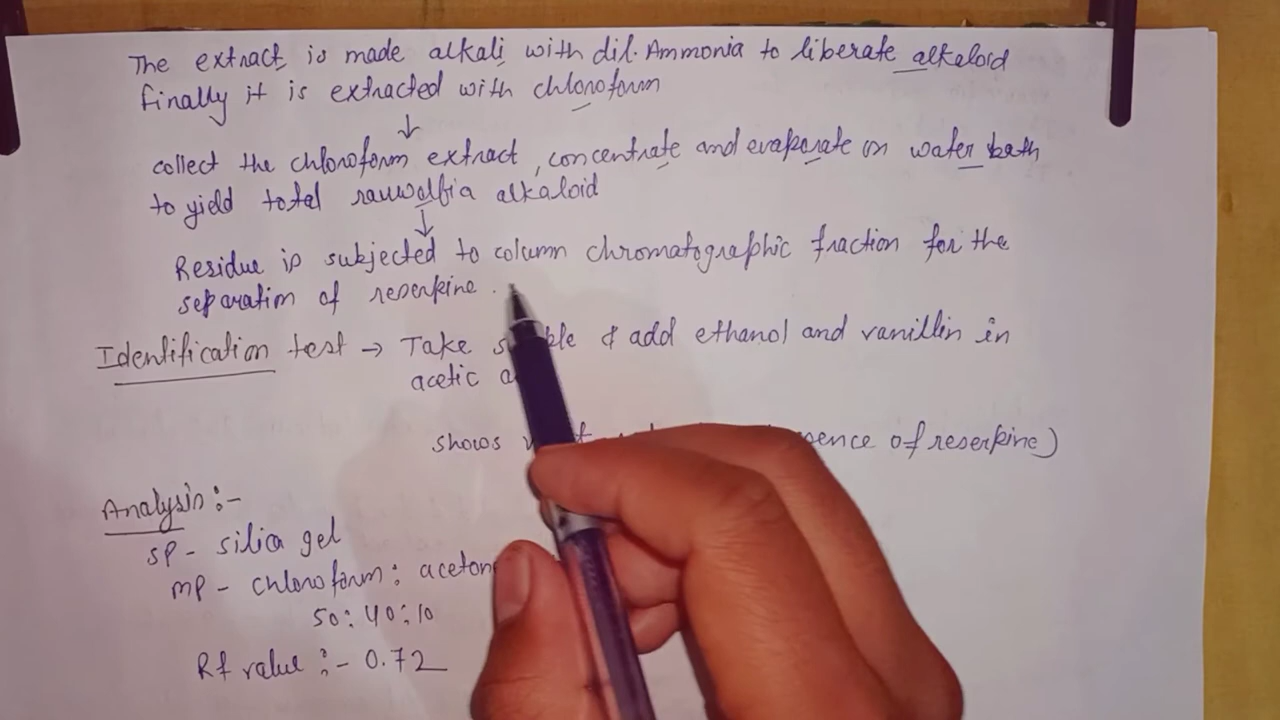 The extract is made alkali with dil. Ammonia to liberate alkaloid
Finally it is extracted with chloroform
↓
collect the chloroform extract, concentrate and evaporate on water bath
to yield total rauwolfia alkaloid
↓
Residue is subjected to column chromatographic fraction for the
separation of reserpine.
Identification test → Take & add ethanol and vanillin in
acetic
shows of reserpine)
Analysis :-
SP - silica gel
MP - chloroform :
50:40:10
Rf value :- 0.72